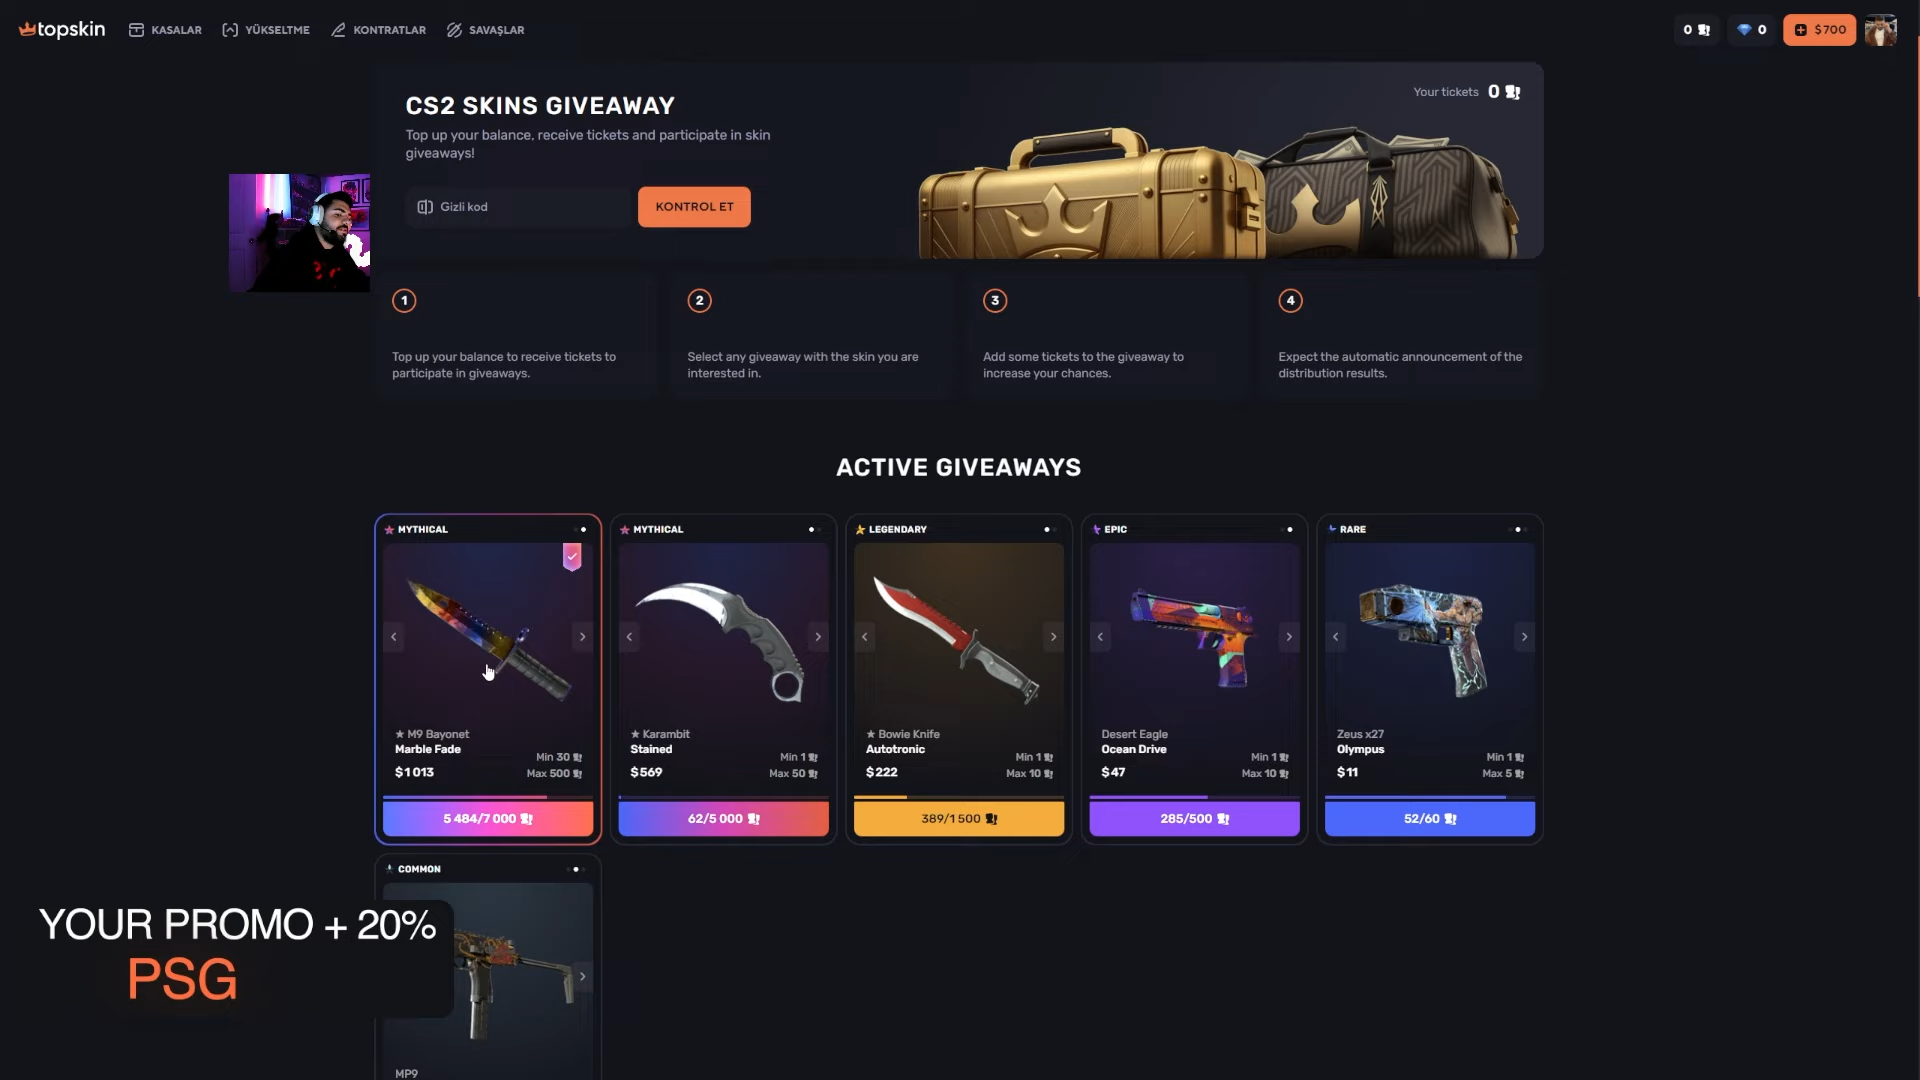 topskin
KASALAR
YÜKSELTME
KONTRATLAR
SAVAŞLAR
0
0
$700
CS2 SKINS GIVEAWAY
Top up your balance, receive tickets and participate in skin
giveaways!
Your tickets 0
Gizli kod
KONTROL ET
1
Top up your balance to receive tickets to
participate in giveaways.
2
Select any giveaway with the skin you are
interested in.
3
Add some tickets to the giveaway to
increase your chances.
4
Expect the automatic announcement of the
distribution results.
ACTIVE GIVEAWAYS
MYTHICAL
★ M9 Bayonet
Marble Fade
$1 013
Min 30
Max 500
5 484/7 000
MYTHICAL
★ Karambit
Stained
$569
Min 1
Max 50
62/5 000
LEGENDARY
★ Bowie Knife
Autotronic
$222
Min 1
Max 10
389/1 500
EPIC
Desert Eagle
Ocean Drive
$47
Min 1
Max 10
285/500
RARE
Zeus x27
Olympus
$11
Min 1
Max 5
52/60
COMMON
MP9
YOUR PROMO + 20%
PSG